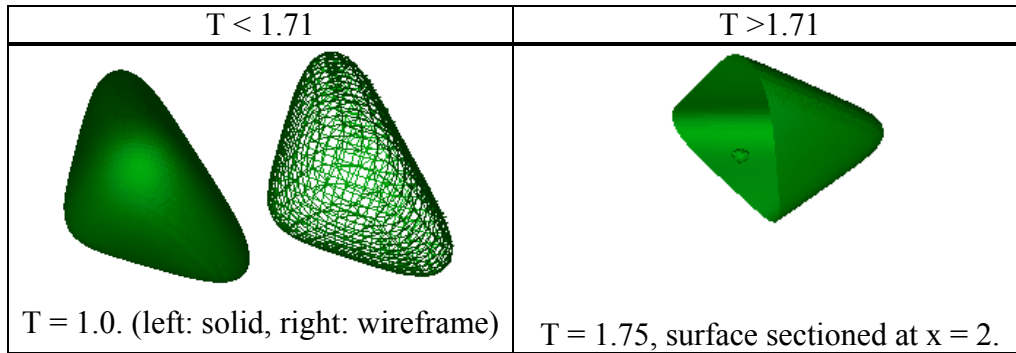 T < 1.71
T >1.71
T = 1.0. (left: solid, right: wireframe)
T = 1.75, surface sectioned at x = 2.